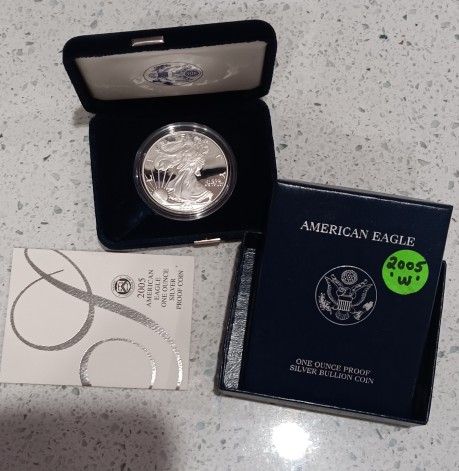 AMERICAN EAGLE
2005
'W'
ONE OUNCE PROOF
SILVER BULLION COIN
2005
AMERICAN
EAGLE
ONE OUNCE
SILVER
PROOF COIN